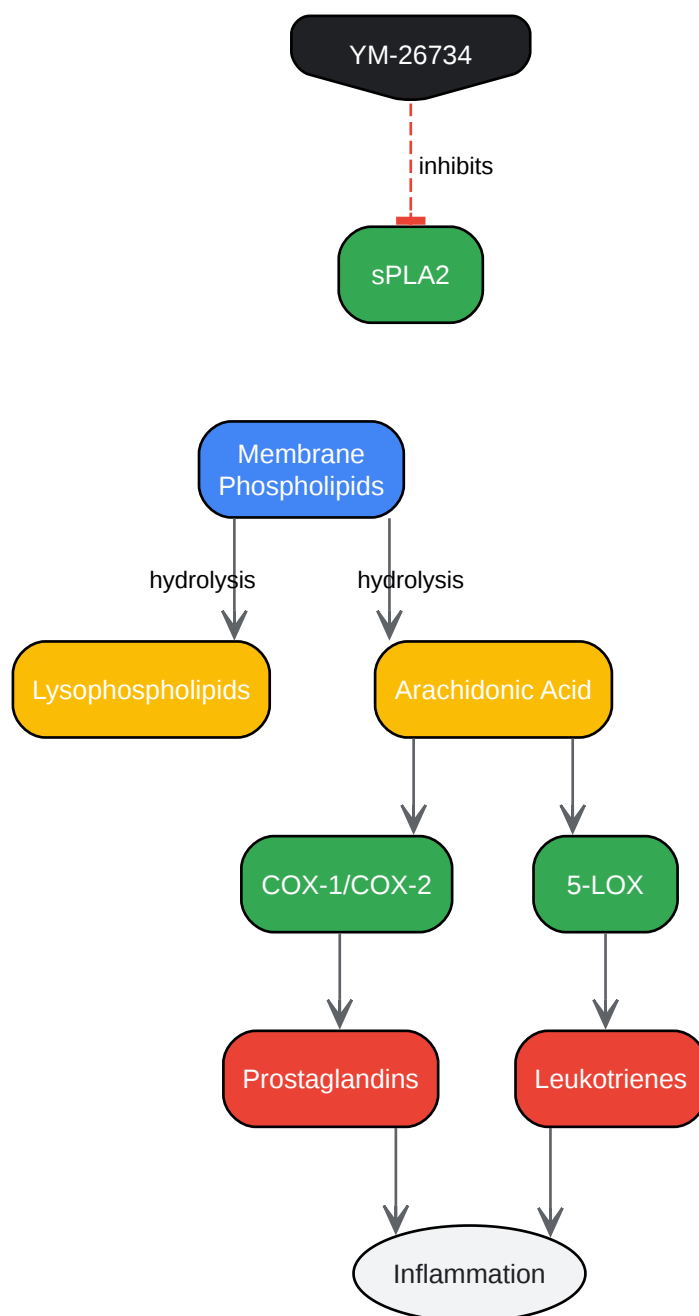 YM-26734
inhibits
sPLA2
Membrane
Phospholipids
hydrolysis
hydrolysis
Lysophospholipids
Arachidonic Acid
COX-1/COX-2
5-LOX
Prostaglandins
Leukotrienes
Inflammation